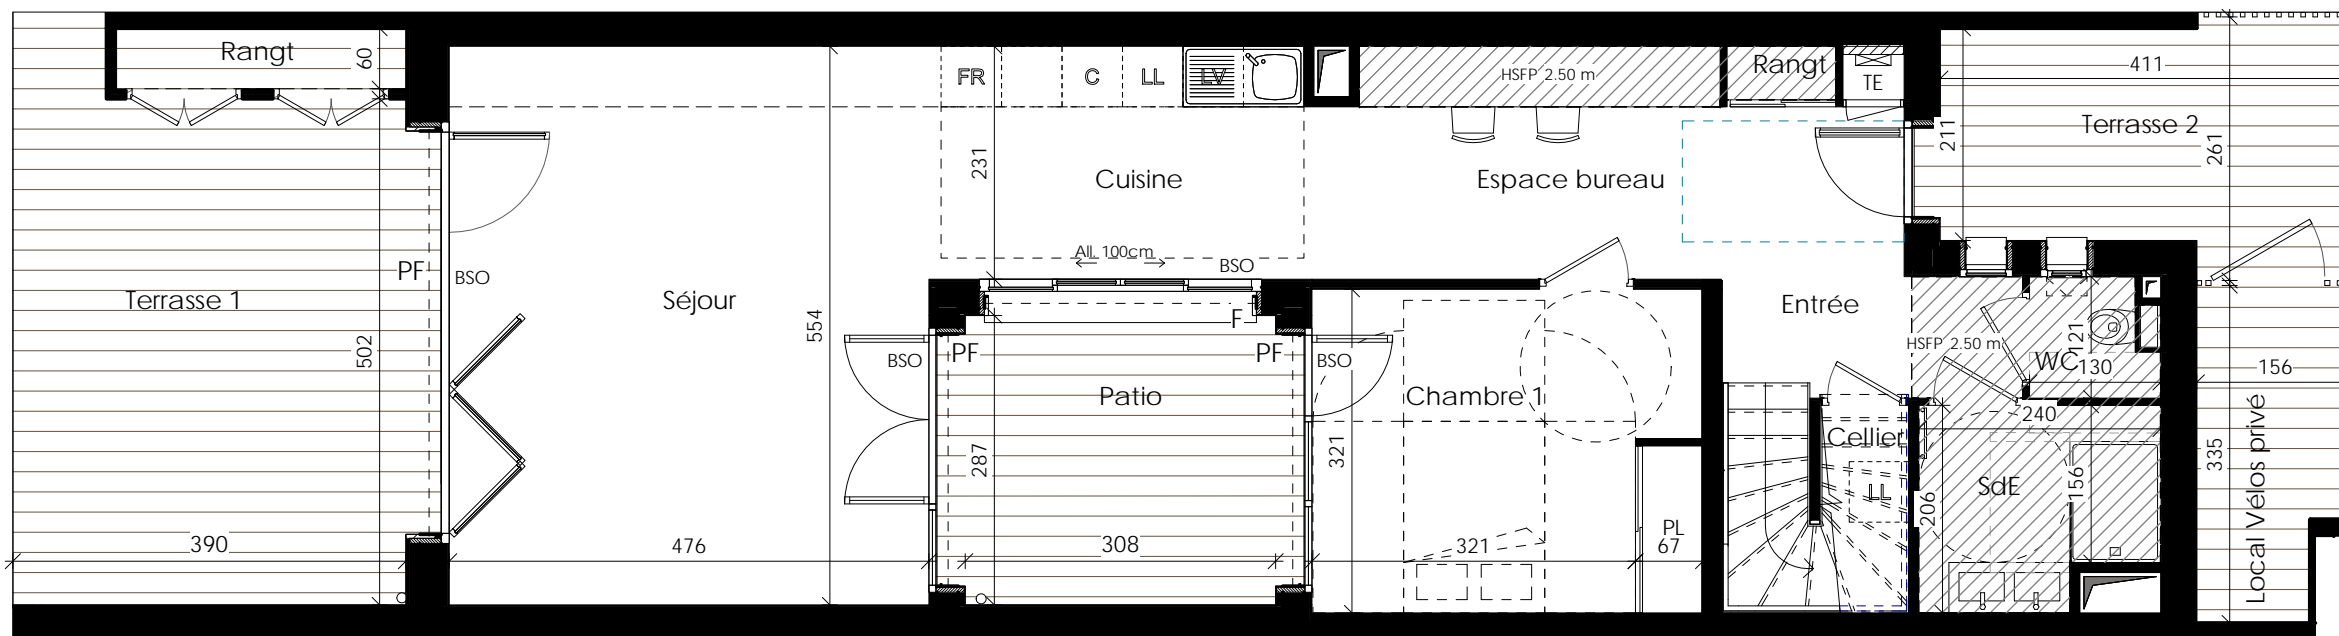 Rangt
60
FR
C
LL
LV
HSFP 2.50 m
Rangt
TE
411
Terrasse 2
211
261
231
Cuisine
Espace bureau
All. 100cm
BSO
PF
BSO
Terrasse 1
Séjour
554
502
Entrée
F
PF
PF
BSO
BSO
HSFP 2.50 m
121
WC
130
156
Patio
Chambre 1
240
Cellier
287
321
335
Local Vélos privé
LL
206
SdE
156
PL
390
476
308
321
67